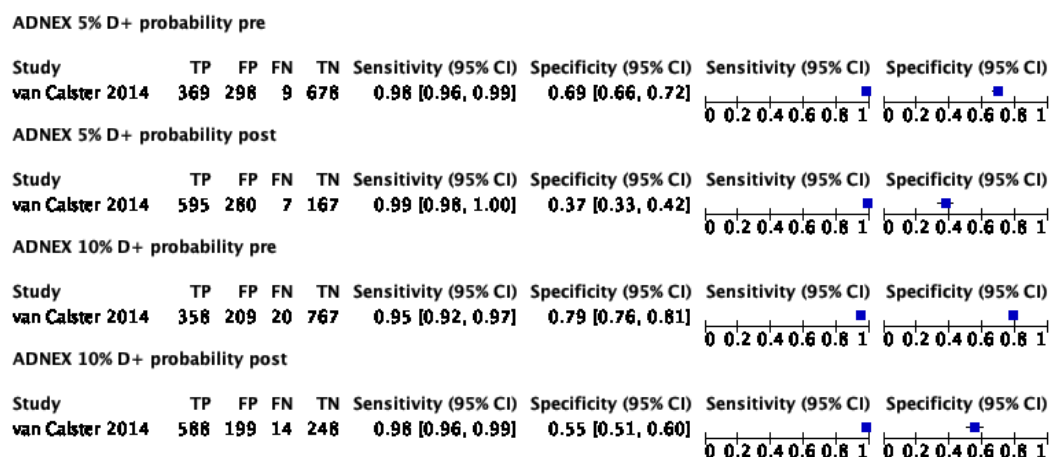 ADNEX 5% D+ probability pre
Study TP FP FN TN Sensitivity (95% CI) Specificity (95% CI) Sensitivity (95% CI) Specificity (95% CI)
van Calster 2014 369 298 9 678 0.98 [0.96, 0.99] 0.69 [0.66, 0.72]
0 0.2 0.4 0.6 0.8 1 0 0.2 0.4 0.6 0.8 1
ADNEX 5% D+ probability post
Study TP FP FN TN Sensitivity (95% CI) Specificity (95% CI) Sensitivity (95% CI) Specificity (95% CI)
van Calster 2014 595 280 7 167 0.99 [0.98, 1.00] 0.37 [0.33, 0.42]
0 0.2 0.4 0.6 0.8 1 0 0.2 0.4 0.6 0.8 1
ADNEX 10% D+ probability pre
Study TP FP FN TN Sensitivity (95% CI) Specificity (95% CI) Sensitivity (95% CI) Specificity (95% CI)
van Calster 2014 358 209 20 767 0.95 [0.92, 0.97] 0.79 [0.76, 0.81]
0 0.2 0.4 0.6 0.8 1 0 0.2 0.4 0.6 0.8 1
ADNEX 10% D+ probability post
Study TP FP FN TN Sensitivity (95% CI) Specificity (95% CI) Sensitivity (95% CI) Specificity (95% CI)
van Calster 2014 588 199 14 248 0.98 [0.96, 0.99] 0.55 [0.51, 0.60]
0 0.2 0.4 0.6 0.8 1 0 0.2 0.4 0.6 0.8 1